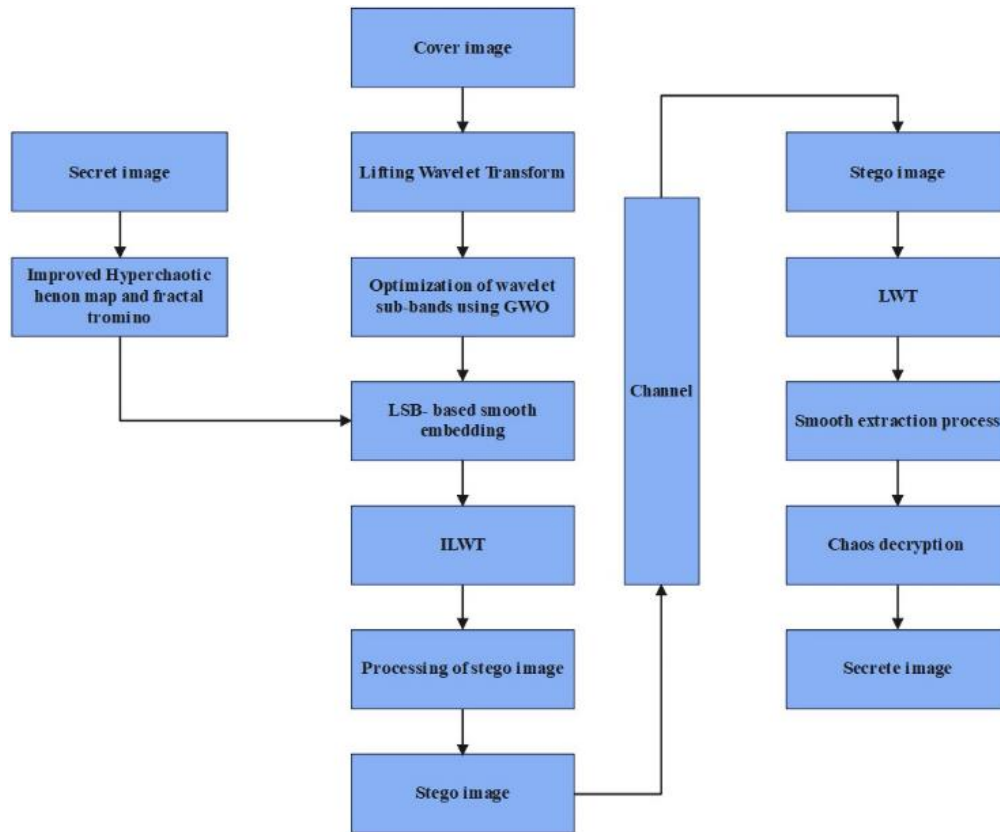 Cover image
Secret image
Lifting Wavelet Transform
Stego image
Improved Hyperchaotic
henon map and fractal
tromino
Optimization of wavelet
sub-bands using GWO
LWT
Channel
LSB- based smooth
embedding
Smooth extraction process
ILWT
Chaos decryption
Processing of stego image
Secrete image
Stego image